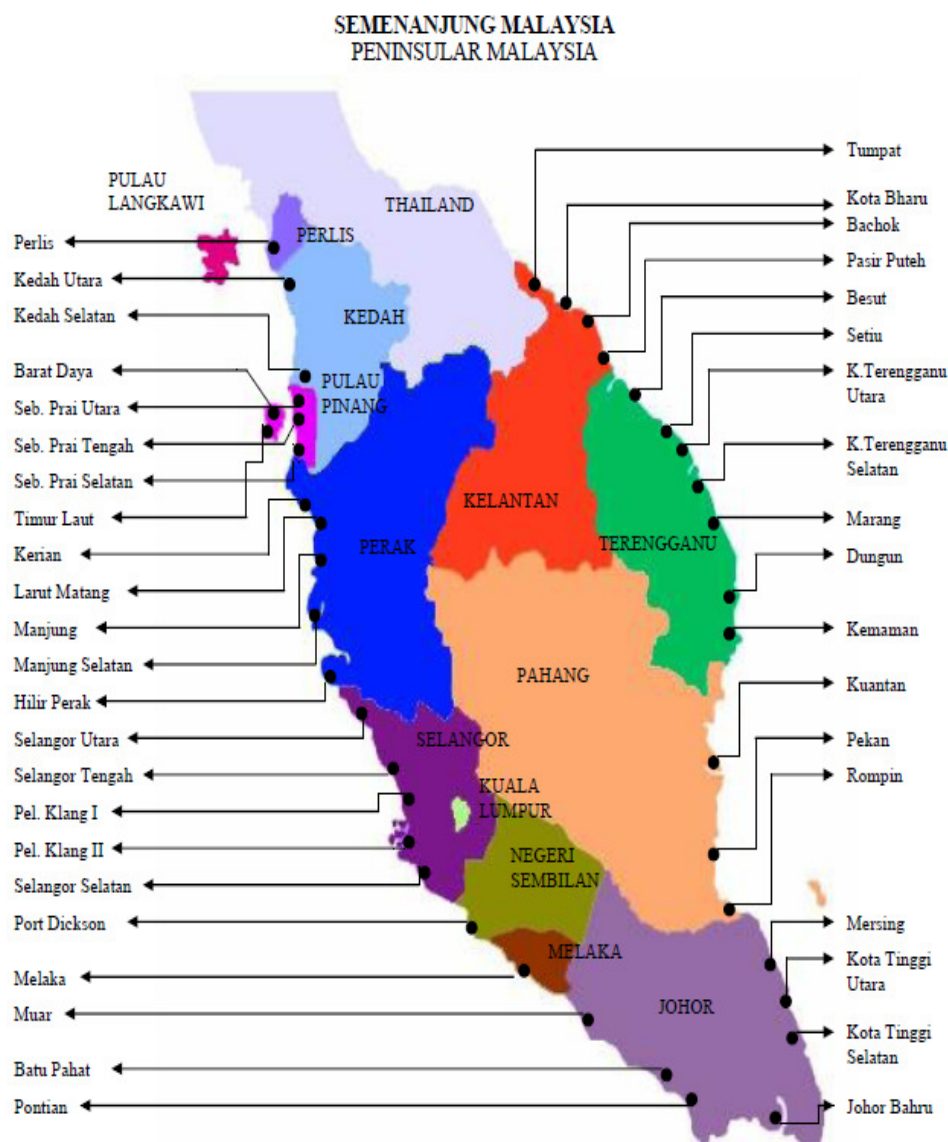 SEMENANJUNG MALAYSIA
PENINSULAR MALAYSIA
PULAU
LANGKAWI
THAILAND
PERLIS
KEDAH
PULAU
PINANG
PERAK
KELANTAN
TERENGGANU
PAHANG
SELANGOR
KUALA
LUMPUR
NEGERI
SEMBILAN
MELAKA
JOHOR
Perlis
Kedah Utara
Kedah Selatan
Barat Daya
Seb. Prai Utara
Seb. Prai Tengah
Seb. Prai Selatan
Timur Laut
Kerian
Larut Matang
Manjung
Manjung Selatan
Hilir Perak
Selangor Utara
Selangor Tengah
Pel. Klang I
Pel. Klang II
Selangor Selatan
Port Dickson
Melaka
Muar
Batu Pahat
Pontian
Tumpat
Kota Bharu
Bachok
Pasir Puteh
Besut
Setiu
K.Terengganu
Utara
K.Terengganu
Selatan
Marang
Dungun
Kemaman
Kuantan
Pekan
Rompin
Mersing
Kota Tinggi
Utara
Kota Tinggi
Selatan
Johor Bahru